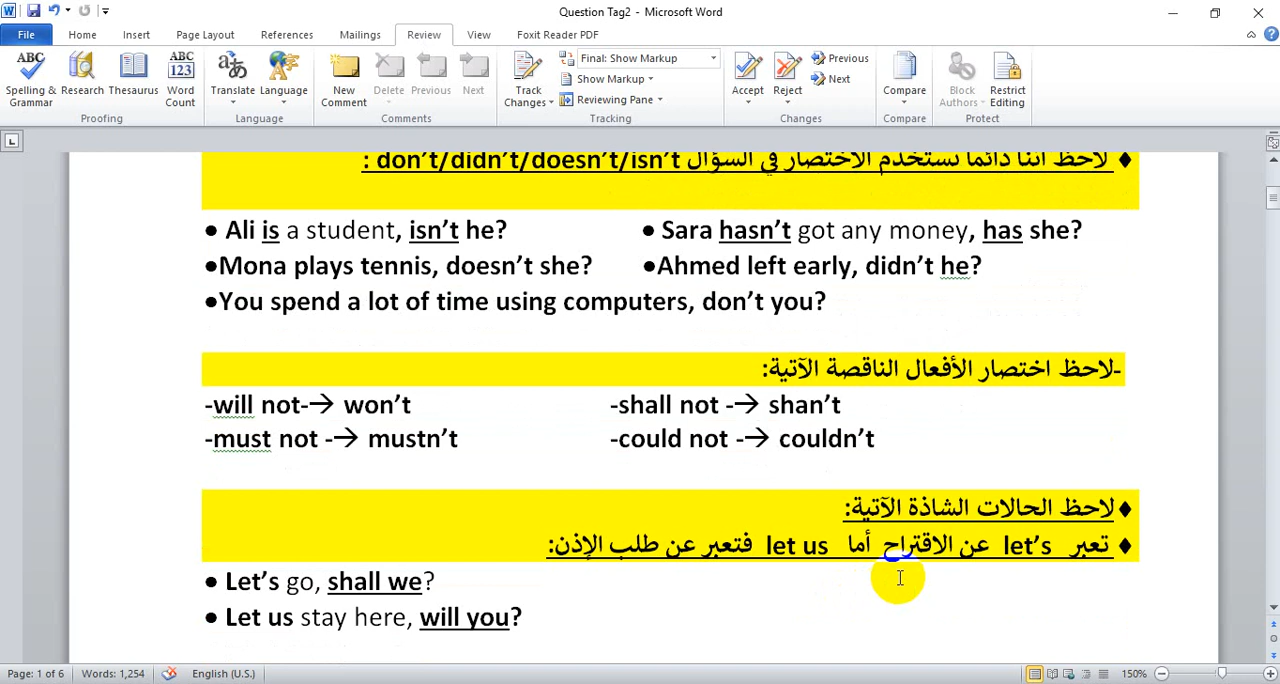 Question Tag2 - Microsoft Word
File Home Insert Page Layout References Mailings Review View Foxit Reader PDF
Spelling & Grammar Research Thesaurus Word Count Translate Language New Comment Delete Previous Next Track Changes Final: Show Markup Show Markup Reviewing Pane Accept Reject Previous Next Compare Block Authors Restrict Editing
Proofing Language Comments Tracking Changes Compare Protect
♦ لاحظ أننا دائما نستخدم الاختصار في السؤال don't/didn't/doesn't/isn't :
● Ali is a student, isn't he? ● Sara hasn't got any money, has she?
●Mona plays tennis, doesn't she? ●Ahmed left early, didn't he?
●You spend a lot of time using computers, don't you?
-لاحظ اختصار الأفعال الناقصة الآتية:
-will not-→ won't -shall not -→ shan't
-must not -→ mustn't -could not -→ couldn't
♦ لاحظ الحالات الشاذة الآتية:
♦ تعبر let's عن الاقتراح أما let us فتعبر عن طلب الإذن:
● Let's go, shall we?
● Let us stay here, will you?
Page: 1 of 6 Words: 1,254 English (U.S.) 150%